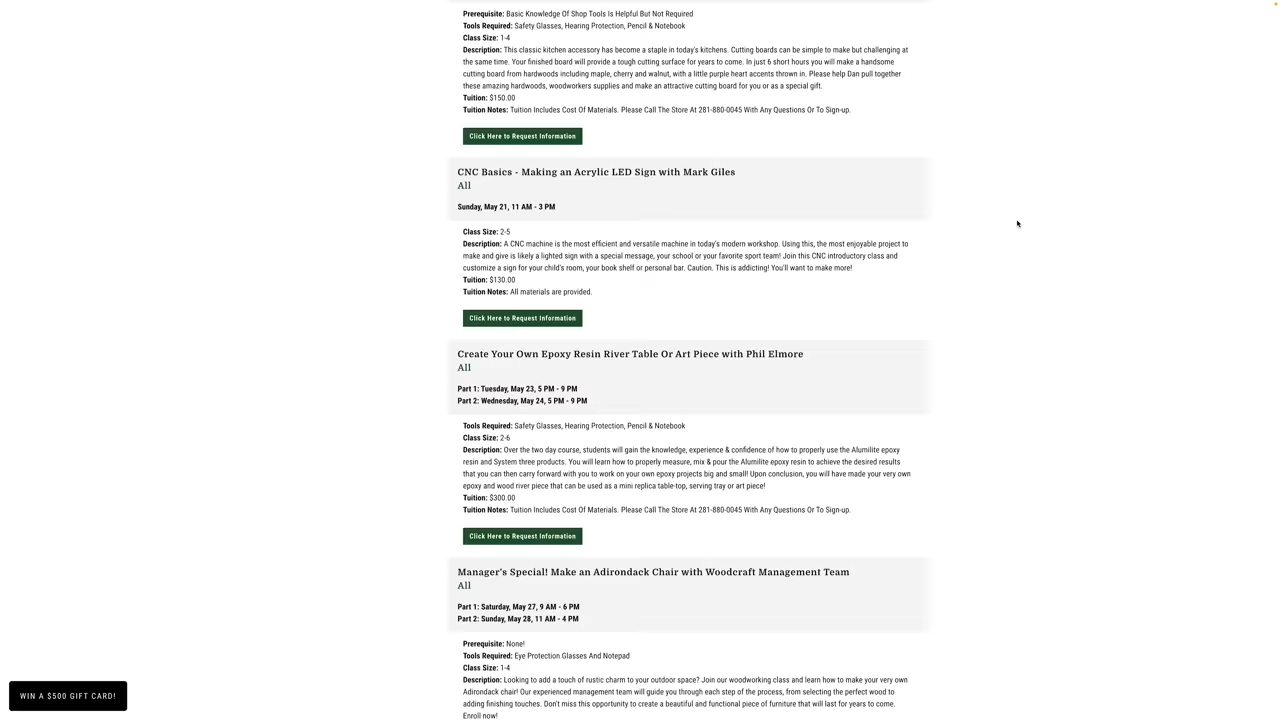 Prerequisite: Basic Knowledge Of Shop Tools Is Helpful But Not Required
Tools Required: Safety Glasses, Hearing Protection, Pencil & Notebook
Class Size: 1-4
Description: This classic kitchen accessory has become a staple in today's kitchens. Cutting boards can be simple to make but challenging at
the same time. Your finished board will provide a tough cutting surface for years to come. In just 6 short hours you will make a handsome
cutting board from hardwoods including maple, cherry and walnut, with a little purple heart accents thrown in. Please help Dan pull together
these amazing hardwoods, woodworkers supplies and make an attractive cutting board for you or as a special gift.
Tuition: $150.00
Tuition Notes: Tuition Includes Cost Of Materials. Please Call The Store At 281-880-0045 With Any Questions Or To Sign-up.
Click Here to Request Information
CNC Basics - Making an Acrylic LED Sign with Mark Giles
All
Sunday, May 21, 11 AM - 3 PM
Class Size: 2-5
Description: A CNC machine is the most efficient and versatile machine in today's modern workshop. Using this, the most enjoyable project to
make and give is likely a lighted sign with a special message, your school or your favorite sport team! Join this CNC introductory class and
customize a sign for your child's room, your book shelf or personal bar. Caution. This is addicting! You'll want to make more!
Tuition: $130.00
Tuition Notes: All materials are provided.
Click Here to Request Information
Create Your Own Epoxy Resin River Table Or Art Piece with Phil Elmore
All
Part 1: Tuesday, May 23, 5 PM - 9 PM
Part 2: Wednesday, May 24, 5 PM - 9 PM
Tools Required: Safety Glasses, Hearing Protection, Pencil & Notebook
Class Size: 2-6
Description: Over the two day course, students will gain the knowledge, experience & confidence of how to properly use the Alumilite epoxy
resin and System three products. You will learn how to properly measure, mix & pour the Alumilite epoxy resin to achieve the desired results
that you can then carry forward with you to work on your own epoxy projects big and small! Upon conclusion, you will have made your very own
epoxy and wood river piece that can be used as a mini replica table-top, serving tray or art piece!
Tuition: $300.00
Tuition Notes: Tuition Includes Cost Of Materials. Please Call The Store At 281-880-0045 With Any Questions Or To Sign-up.
Click Here to Request Information
Manager's Special! Make an Adirondack Chair with Woodcraft Management Team
All
Part 1: Saturday, May 27, 9 AM - 6 PM
Part 2: Sunday, May 28, 11 AM - 4 PM
Prerequisite: None!
Tools Required: Eye Protection Glasses And Notepad
Class Size: 1-4
Description: Looking to add a touch of rustic charm to your outdoor space? Join our woodworking class and learn how to make your very own
Adirondack chair! Our experienced management team will guide you through each step of the process, from selecting the perfect wood to
adding finishing touches. Don't miss this opportunity to create a beautiful and functional piece of furniture that will last for years to come.
Enroll now!
WIN A $500 GIFT CARD!